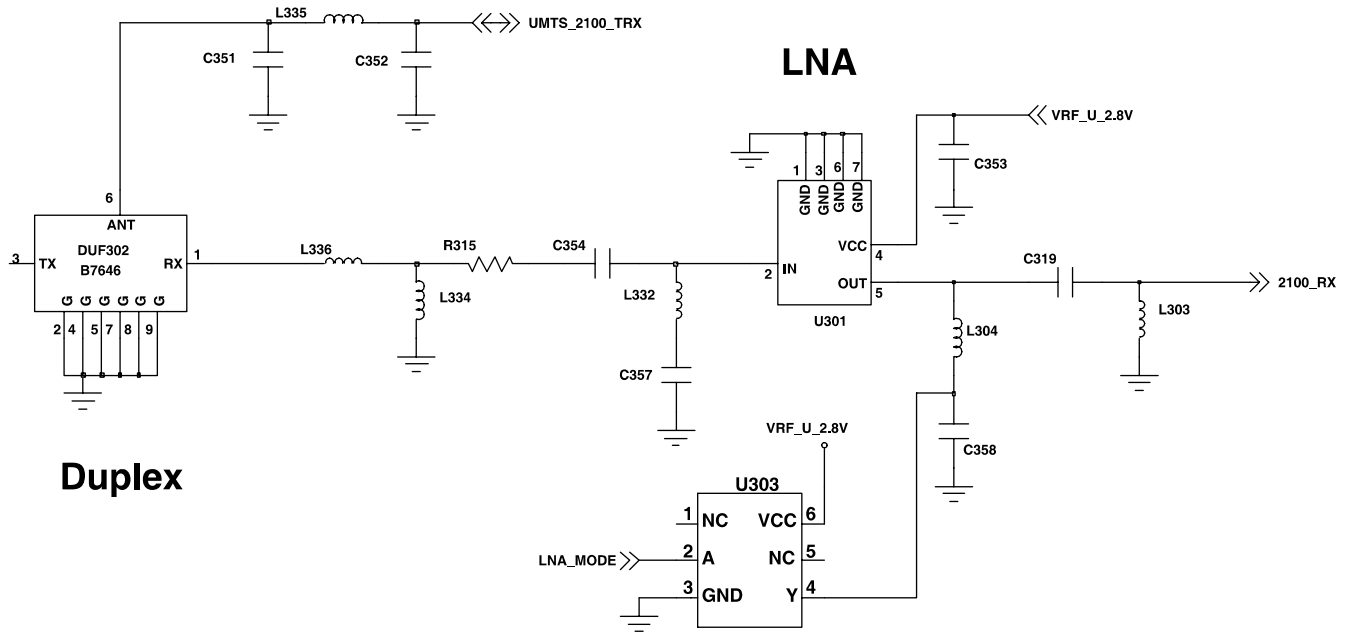 L335
UMTS_2100_TRX
C351
C352
LNA
VRF_U_2.8V
C353
1
3
6
7
GND
GND
GND
GND
6
ANT
3
TX
DUF302
B7646
RX
1
G
G
G
G
G
G
2
4
5
7
8
9
L336
L334
R315
C354
L332
C357
2
IN
VCC
4
OUT
5
U301
C319
2100_RX
L303
L304
C358
Duplex
VRF_U_2.8V
U303
1
NC
VCC
6
LNA_MODE
2
A
NC
5
3
GND
Y
4